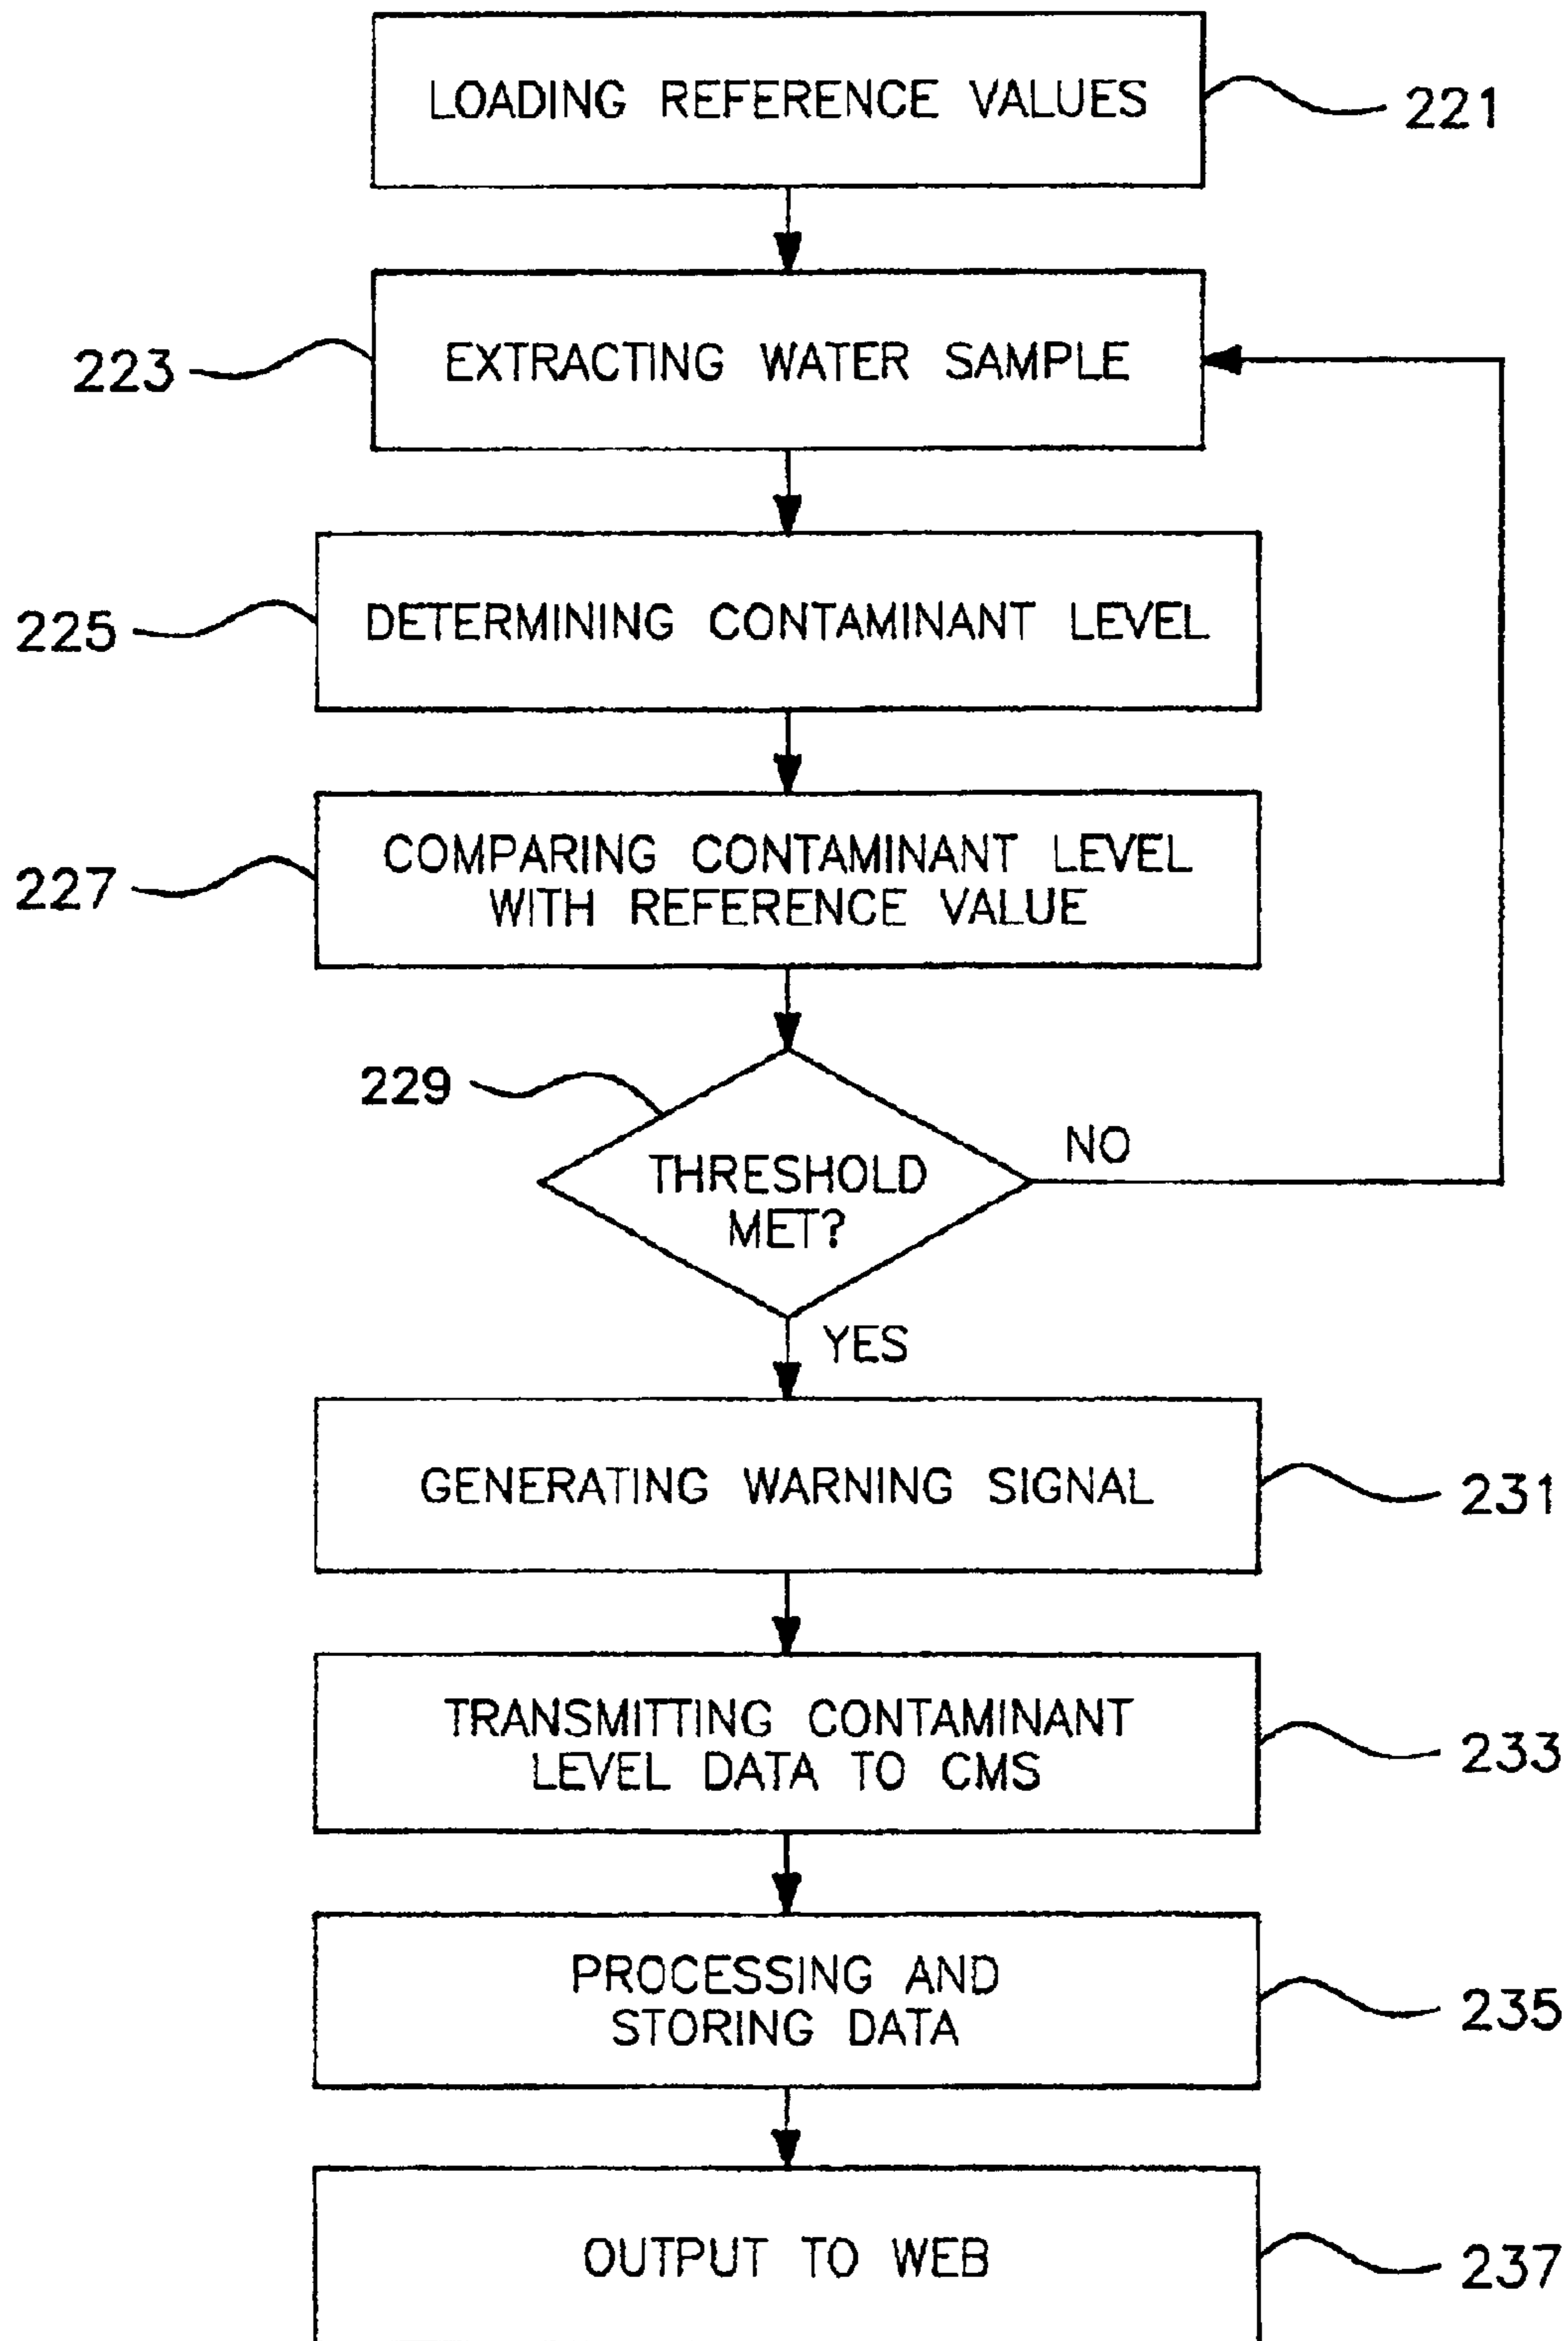 LOADING REFERENCE VALUES
221
EXTRACTING WATER SAMPLE
223
DETERMINING CONTAMINANT LEVEL
225
COMPARING CONTAMINANT LEVEL
WITH REFERENCE VALUE
227
229
THRESHOLD
MET?
NO
YES
GENERATING WARNING SIGNAL
231
TRANSMITTING CONTAMINANT
LEVEL DATA TO CMS
233
PROCESSING AND
STORING DATA
235
OUTPUT TO WEB
237